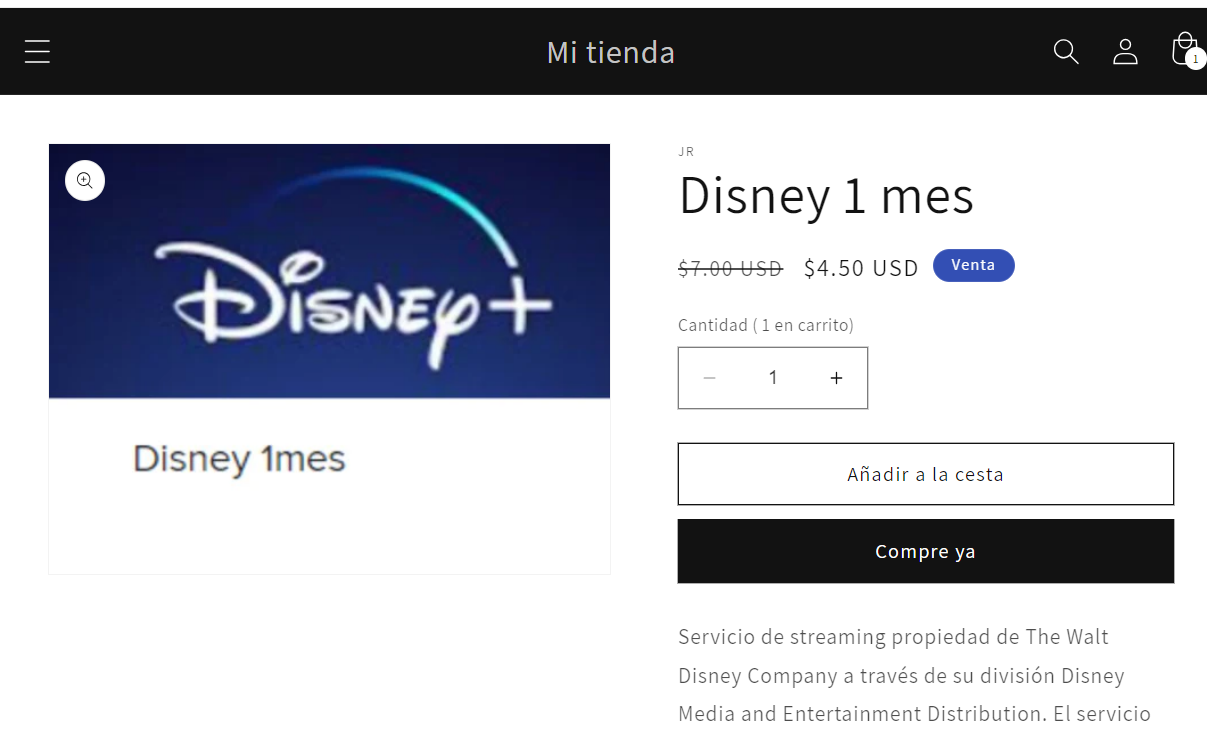 Mi tienda
1
Disney+
Disney 1mes
JR
Disney 1 mes
$7.00 USD $4.50 USD Venta
Cantidad ( 1 en carrito)
− 1 +
Añadir a la cesta
Compre ya
Servicio de streaming propiedad de The Walt
Disney Company a través de su división Disney
Media and Entertainment Distribution. El servicio